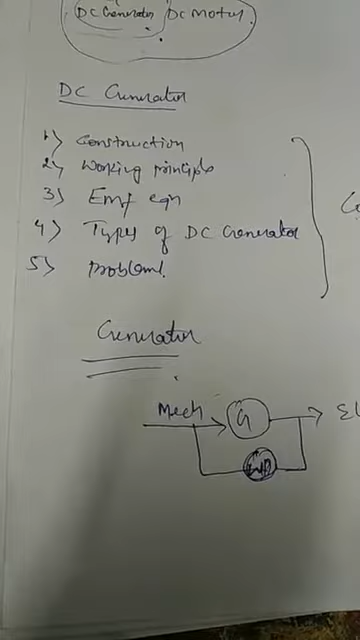 DC Generator DC Motor
DC Generator
1) Construction
2) Working principle
3) Emf eqn
4) Types of DC Generator
5) Problem
Generator
Mech G